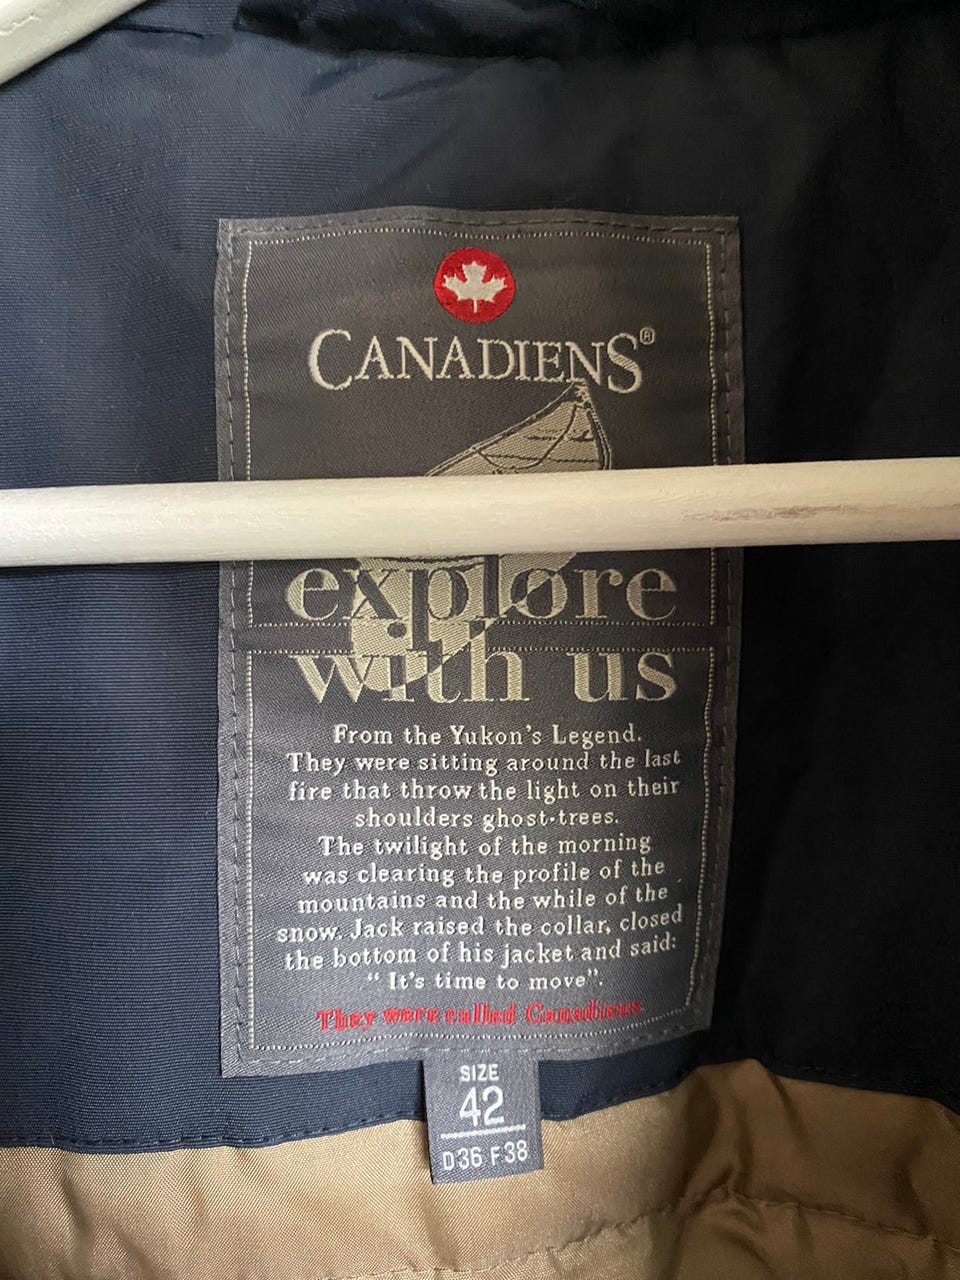 CANADIENS®
explore
with us
From the Yukon's Legend.
They were sitting around the last
fire that throw the light on their
shoulders ghost-trees.
The twilight of the morning
was clearing the profile of the
mountains and the while of the
snow. Jack raised the collar, closed
the bottom of his jacket and said:
“ It's time to move”.
They were called Canadiens.
SIZE
42
D36 F38